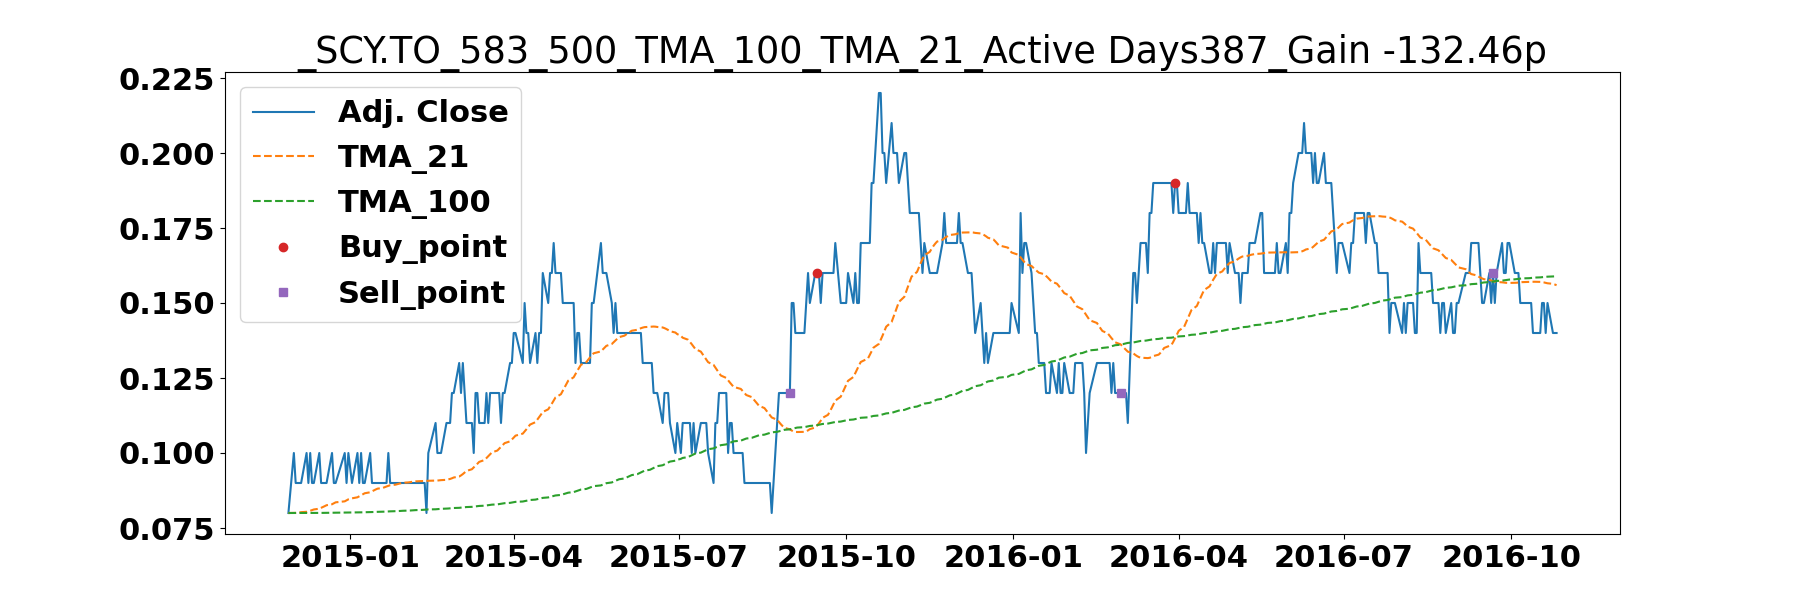 _SCY.TO_583_500_TMA_100_TMA_21_Active Days387_Gain -132.46p
0.225
0.200
0.175
0.150
0.125
0.100
0.075
Adj. Close
TMA_21
TMA_100
Buy_point
Sell_point
2015-01 2015-04 2015-07 2015-10 2016-01 2016-04 2016-07 2016-10